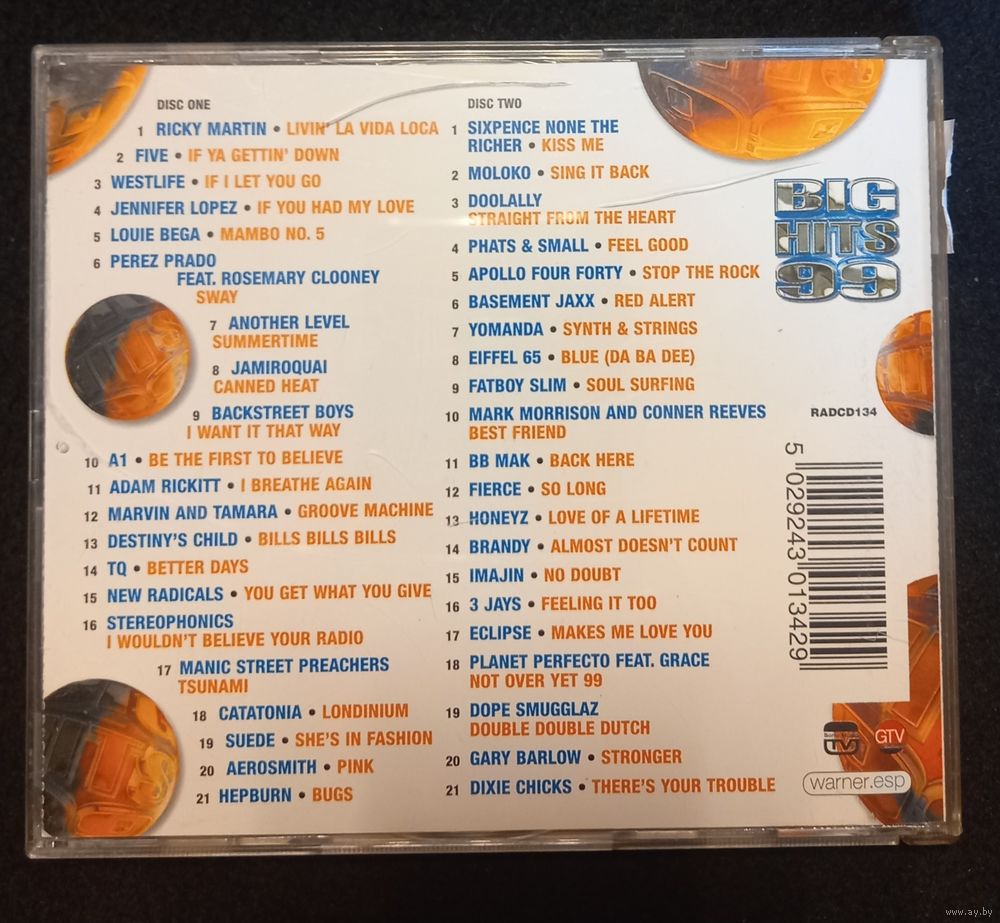 DISC ONE
1 RICKY MARTIN • LIVIN' LA VIDA LOCA
2 FIVE • IF YA GETTIN' DOWN
3 WESTLIFE • IF I LET YOU GO
4 JENNIFER LOPEZ • IF YOU HAD MY LOVE
5 LOUIE BEGA • MAMBO NO. 5
6 PEREZ PRADO
FEAT. ROSEMARY CLOONEY
SWAY
7 ANOTHER LEVEL
SUMMERTIME
8 JAMIROQUAI
CANNED HEAT
9 BACKSTREET BOYS
I WANT IT THAT WAY
10 A1 • BE THE FIRST TO BELIEVE
11 ADAM RICKITT • I BREATHE AGAIN
12 MARVIN AND TAMARA • GROOVE MACHINE
13 DESTINY'S CHILD • BILLS BILLS BILLS
14 TQ • BETTER DAYS
15 NEW RADICALS • YOU GET WHAT YOU GIVE
16 STEREOPHONICS
I WOULDN'T BELIEVE YOUR RADIO
17 MANIC STREET PREACHERS
TSUNAMI
18 CATATONIA • LONDINIUM
19 SUEDE • SHE'S IN FASHION
20 AEROSMITH • PINK
21 HEPBURN • BUGS
DISC TWO
1 SIXPENCE NONE THE
RICHER • KISS ME
2 MOLOKO • SING IT BACK
3 DOOLALLY
STRAIGHT FROM THE HEART
4 PHATS & SMALL • FEEL GOOD
5 APOLLO FOUR FORTY • STOP THE ROCK
6 BASEMENT JAXX • RED ALERT
7 YOMANDA • SYNTH & STRINGS
8 EIFFEL 65 • BLUE (DA BA DEE)
9 FATBOY SLIM • SOUL SURFING
10 MARK MORRISON AND CONNER REEVES
BEST FRIEND
11 BB MAK • BACK HERE
12 FIERCE • SO LONG
13 HONEYZ • LOVE OF A LIFETIME
14 BRANDY • ALMOST DOESN'T COUNT
15 IMAJIN • NO DOUBT
16 3 JAYS • FEELING IT TOO
17 ECLIPSE • MAKES ME LOVE YOU
18 PLANET PERFECTO FEAT. GRACE
NOT OVER YET 99
19 DOPE SMUGGLAZ
DOUBLE DOUBLE DUTCH
20 GARY BARLOW • STRONGER
21 DIXIE CHICKS • THERE'S YOUR TROUBLE
BIG
HITS
99
RADCD134
5 029243 013429
TV
GTV
warner.esp
www.ay.by